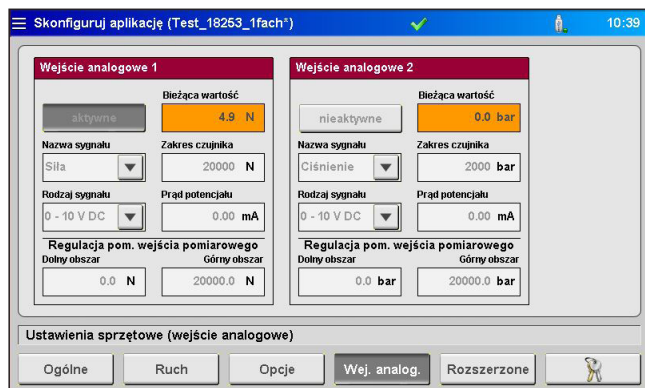 Skonfiguruj aplikację (Test_18253_1fach*) 10:39
Wejście analogowe 1
Bieżąca wartość
aktywne 4.9 N
Nazwa sygnału Zakres czujnika
Siła 20000 N
Rodzaj sygnału Prąd potencjału
0 - 10 V DC 0.00 mA
Regulacja pom. wejścia pomiarowego
Dolny obszar Górny obszar
0.0 N 20000.0 N
Wejście analogowe 2
Bieżąca wartość
nieaktywne 0.0 bar
Nazwa sygnału Zakres czujnika
Ciśnienie 2000 bar
Rodzaj sygnału Prąd potencjału
0 - 10 V DC 0.00 mA
Regulacja pom. wejścia pomiarowego
Dolny obszar Górny obszar
0.0 bar 20000.0 bar
Ustawienia sprzętowe (wejście analogowe)
Ogólne Ruch Opcje Wej. analog. Rozszerzone